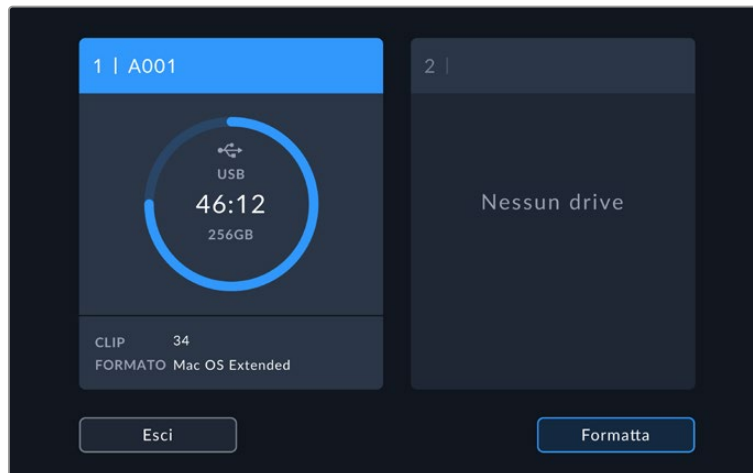 1 | A001
USB
46:12
256GB
CLIP 34
FORMATO Mac OS Extended
2 |
Nessun drive
Esci
Formatta